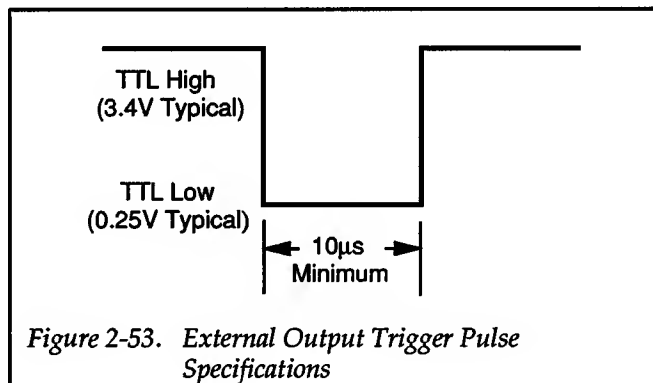 TTL High
(3.4V Typical)
TTL Low
(0.25V Typical)
10µs
Minimum
Figure 2-53. External Output Trigger Pulse
Specifications